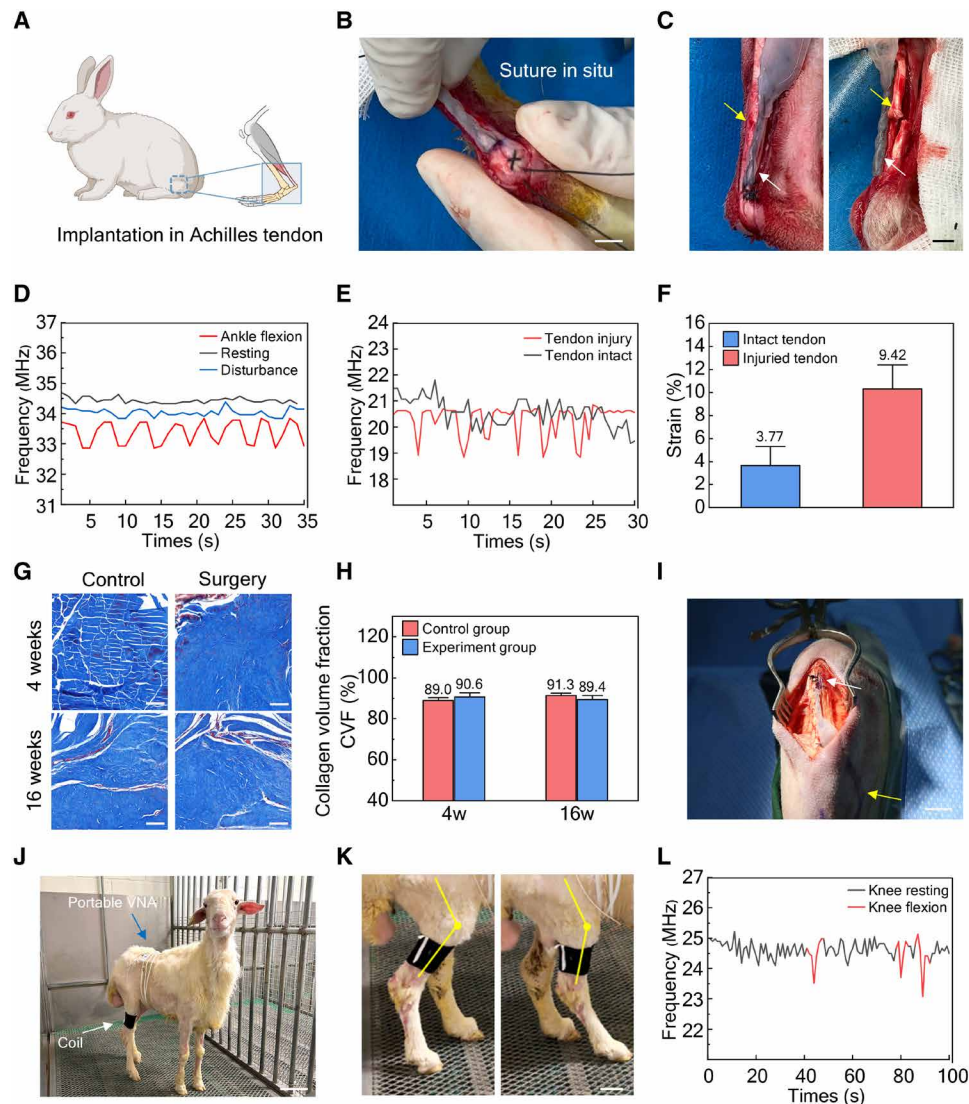 A
Implantation in Achilles tendon
B
Suture in situ
C
D
Frequency (MHz)
37
36
35
34
33
32
31
Ankle flexion
Resting
Disturbance
5 10 15 20 25 30 35
Times (s)
E
Frequency (MHz)
24
23
22
21
20
19
18
17
Tendon injury
Tendon intact
5 10 15 20 25 30
Times (s)
F
Strain (%)
16
14
12
10
8
6
4
2
0
Intact tendon
Injuried tendon
3.77
9.42
G
Control Surgery
4 weeks
16 weeks
H
Collagen volume fraction
CVF (%)
120
100
80
60
40
Control group
Experiment group
89.0 90.6 91.3 89.4
4w 16w
I
J
Portable VNA
Coil
K
L
Frequency (MHz)
27
26
25
24
23
22
21
Knee resting
Knee flexion
0 20 40 60 80 100
Times (s)